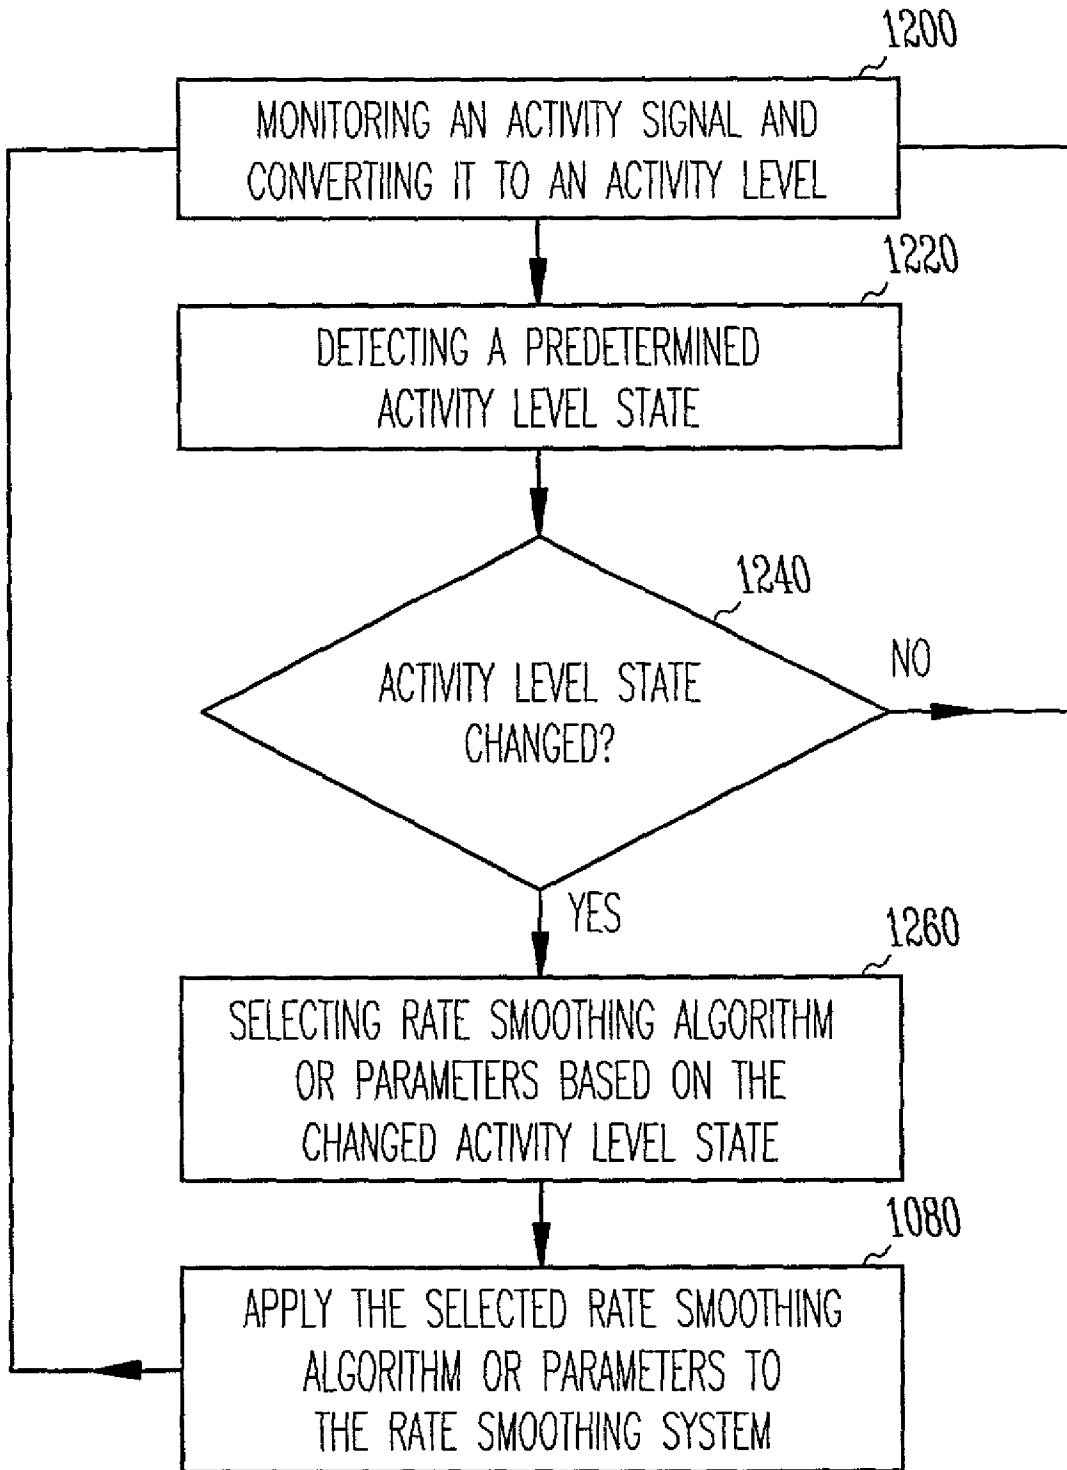 1200
MONITORING AN ACTIVITY SIGNAL AND
CONVERTIING IT TO AN ACTIVITY LEVEL
1220
DETECTING A PREDETERMINED
ACTIVITY LEVEL STATE
1240
ACTIVITY LEVEL STATE
CHANGED?
NO
YES
1260
SELECTING RATE SMOOTHING ALGORITHM
OR PARAMETERS BASED ON THE
CHANGED ACTIVITY LEVEL STATE
1080
APPLY THE SELECTED RATE SMOOTHING
ALGORITHM OR PARAMETERS TO
THE RATE SMOOTHING SYSTEM